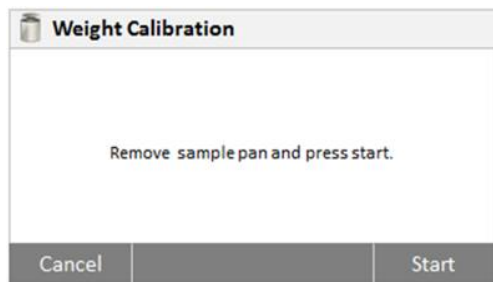 Weight Calibration
Remove sample pan and press start.
Cancel
Start